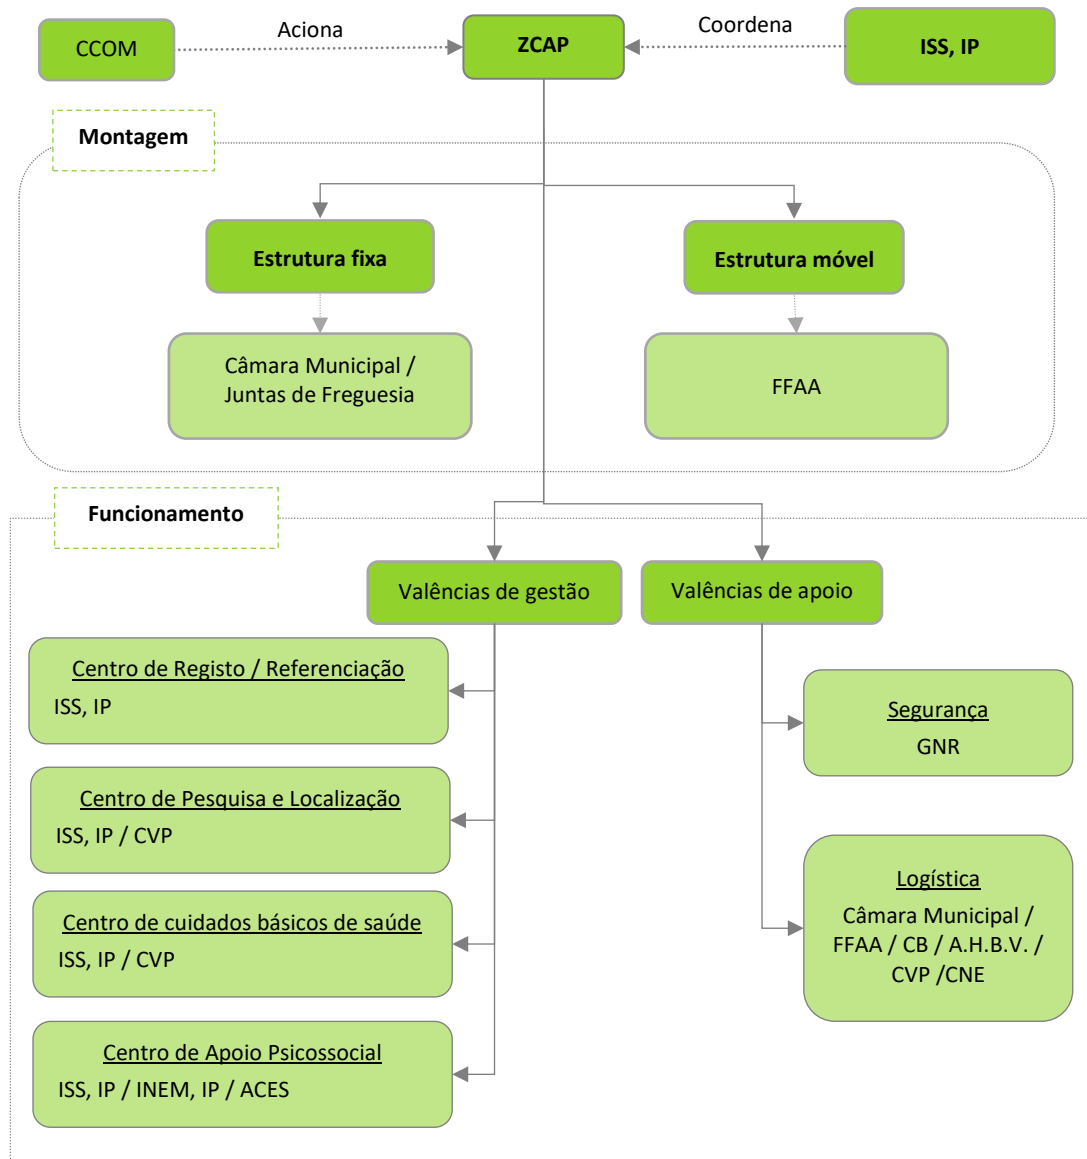 CCOM
Aciona
ZCAP
Coordena
ISS, IP
Montagem
Estrutura fixa
Estrutura móvel
Câmara Municipal /
Juntas de Freguesia
FFAA
Funcionamento
Valências de gestão
Valências de apoio
Centro de Registo / Referenciação
ISS, IP
Centro de Pesquisa e Localização
ISS, IP / CVP
Centro de cuidados básicos de saúde
ISS, IP / CVP
Centro de Apoio Psicossocial
ISS, IP / INEM, IP / ACES
Segurança
GNR
Logística
Câmara Municipal /
FFAA / CB / A.H.B.V. /
CVP /CNE